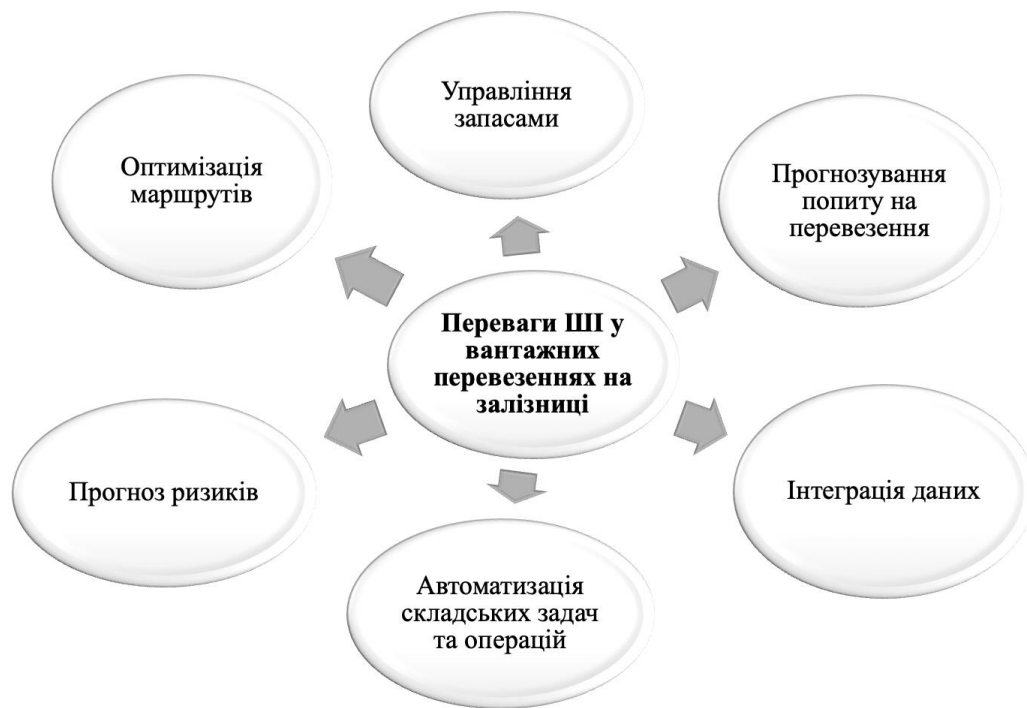 Управління
запасами
Оптимізація
маршрутів
Прогнозування
попиту на
перевезення
Переваги ШІ у
вантажних
перевезеннях на
залізниці
Прогноз ризиків
Інтеграція даних
Автоматизація
складських задач
та операцій